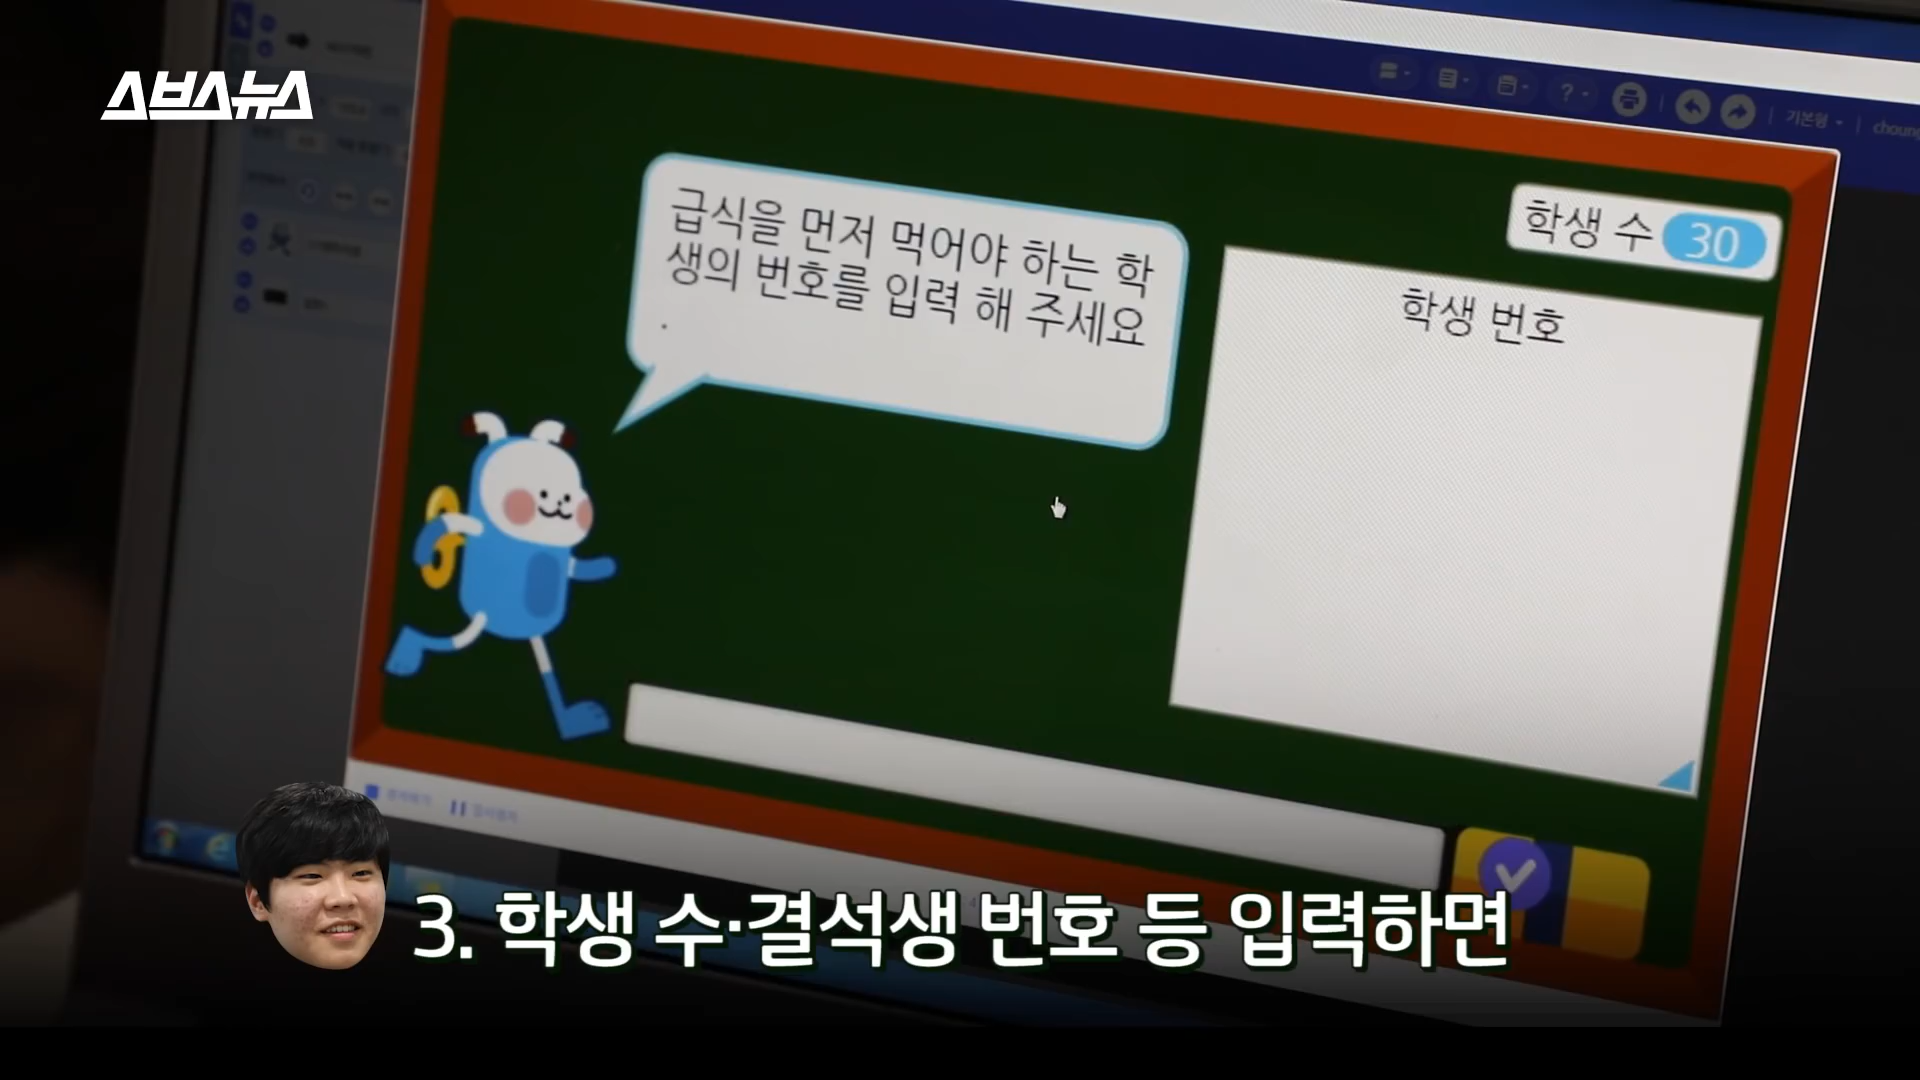 스브스뉴스
기본형
학생 수 30
급식을 먼저 먹어야 하는 학
생의 번호를 입력 해 주세요
.
학생 번호
3. 학생 수·결석생 번호 등 입력하면